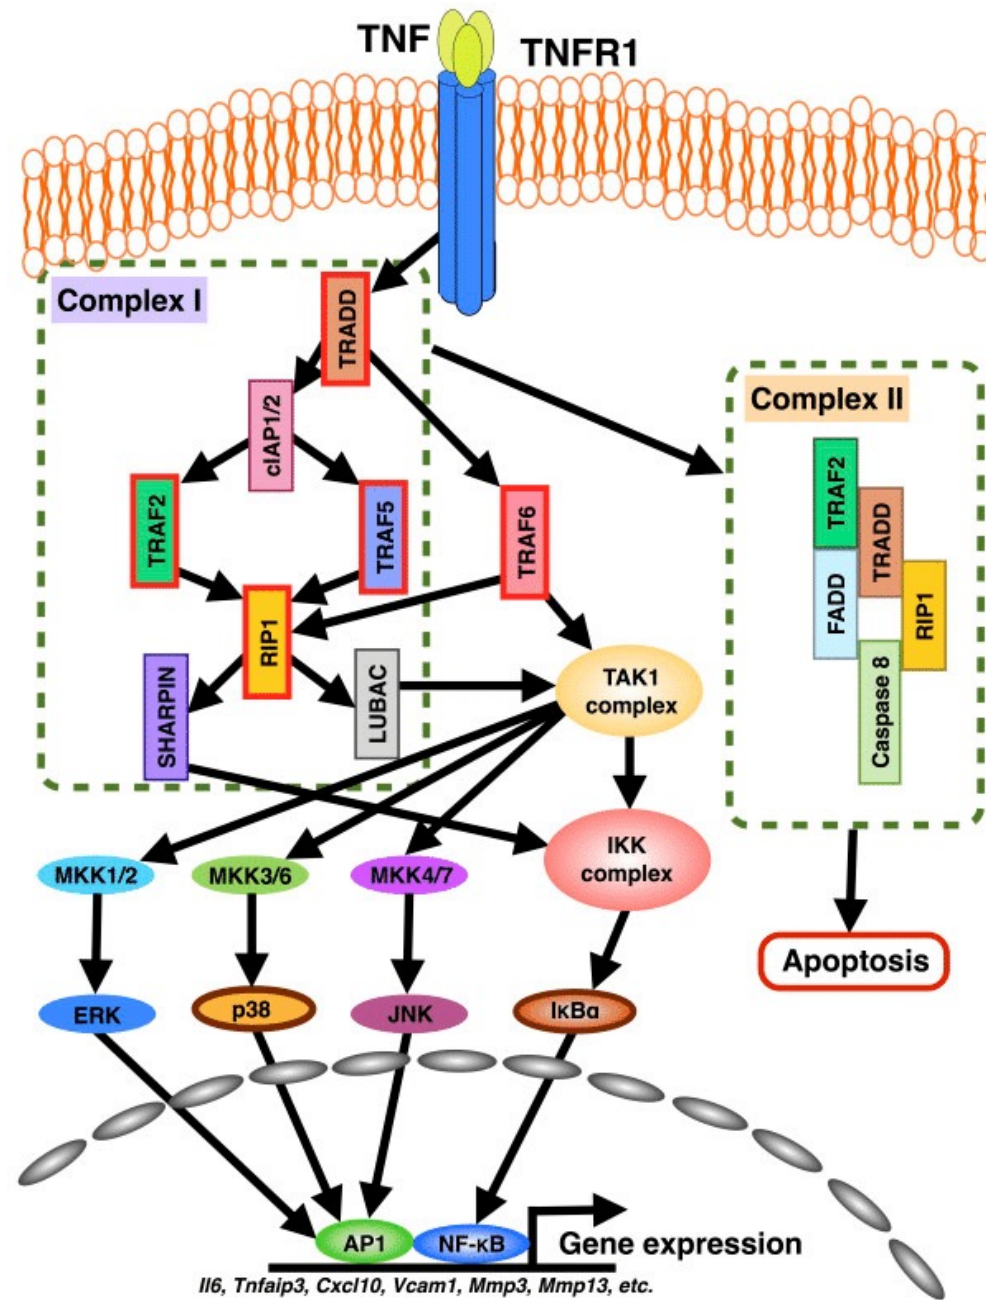 TNF
TNFR1
Complex I
TRADD
cIAP1/2
TRAF2
TRAF5
TRAF6
RIP1
SHARPIN
LUBAC
TAK1
complex
IKK
complex
Complex II
TRAF2
TRADD
FADD
RIP1
Caspase 8
Apoptosis
MKK1/2
MKK3/6
MKK4/7
ERK
p38
JNK
IκBα
AP1
NF-κB
Gene expression
Il6, Tnfaip3, Cxcl10, Vcam1, Mmp3, Mmp13, etc.